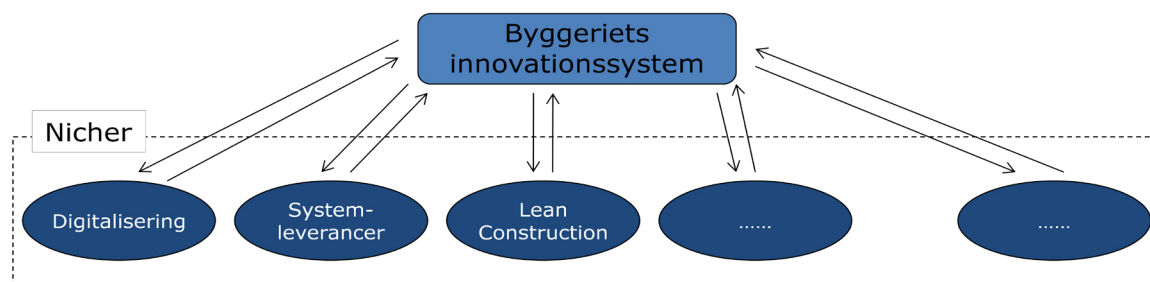 Byggeriets
innovationssystem
Nicher
Digitalisering
System-
leverancer
Lean
Construction
......
......